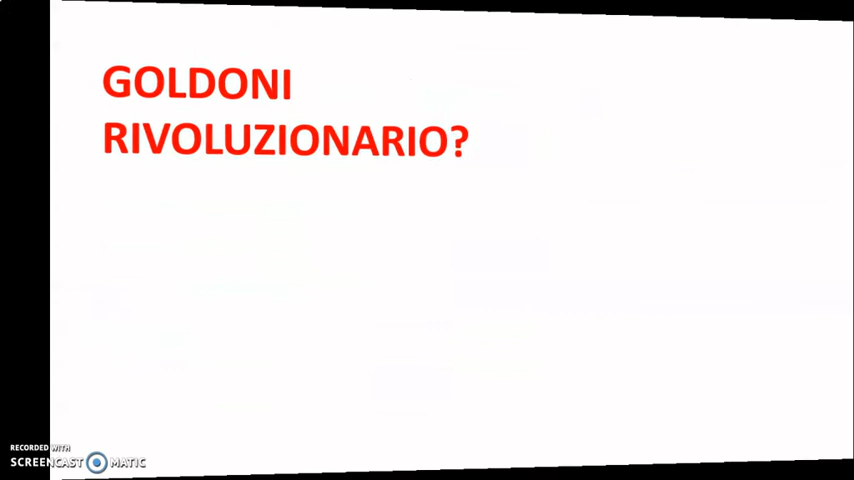 GOLDONI
RIVOLUZIONARIO?
RECORDED WITH
SCREENCAST MATIC